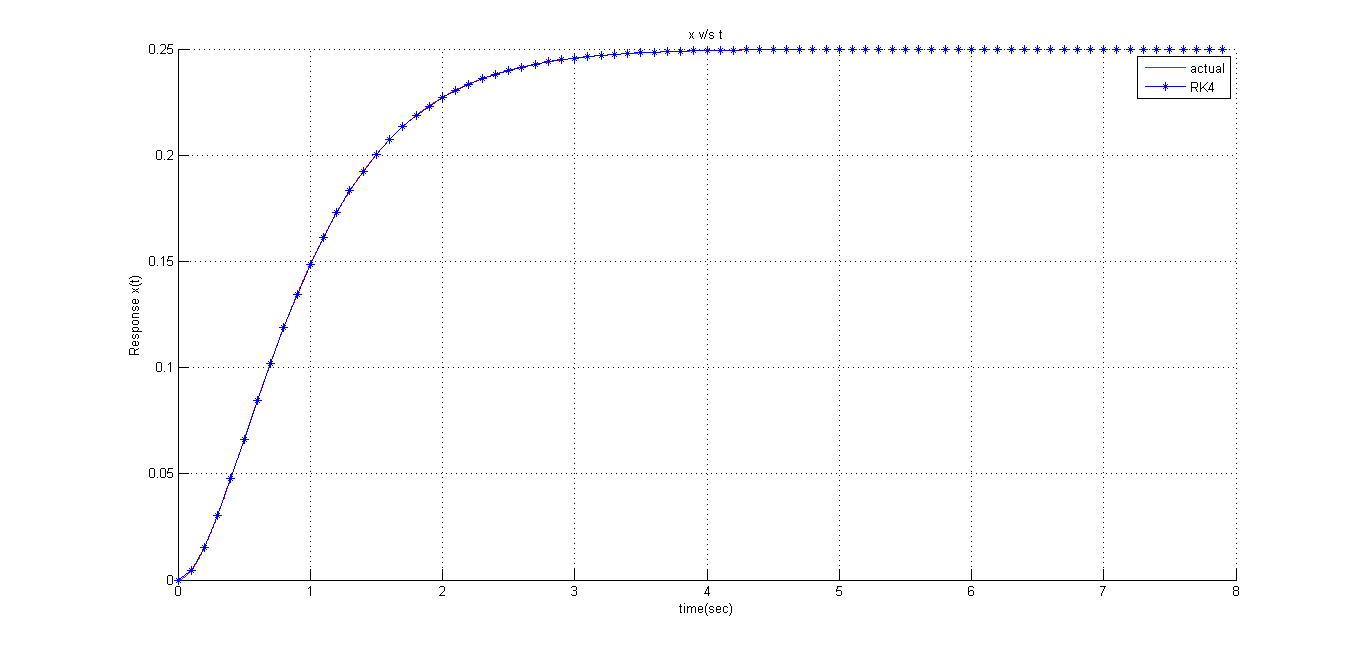 x v/s t
0.25
0.2
0.15
0.1
0.05
0
Response x(t)
actual
RK4
0 1 2 3 4 5 6 7 8
time(sec)